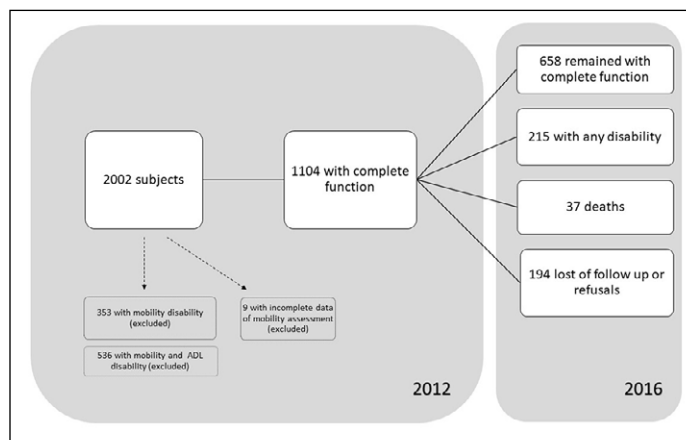 2002 subjects
1104 with complete
function
353 with mobility disability
(excluded)
536 with mobility and ADL
disability (excluded)
9 with incomplete data
of mobility assessment
(excluded)
2012
658 remained with
complete function
215 with any disability
37 deaths
194 lost of follow up or
refusals
2016